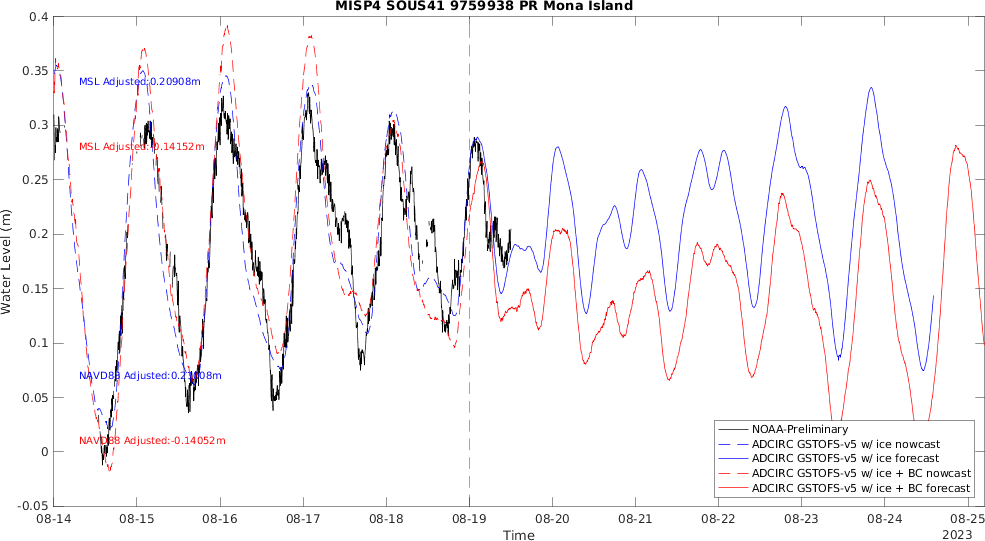 MISP4 SOUS41 9759938 PR Mona Island
0.4
0.35
0.3
0.25
0.2
0.15
0.1
0.05
0
-0.05
Water Level (m)
MSL Adjusted:0.20908m
MSL Adjusted:-0.14152m
NAVD88
NAVD88 Adjusted:-0.14052m
NOAA-Preliminary
ADCIRC GSTOFS-v5 w/ ice nowcast
ADCIRC GSTOFS-v5 w/ ice forecast
ADCIRC GSTOFS-v5 w/ ice + BC nowcast
ADCIRC GSTOFS-v5 w/ ice + BC forecast
08-14 08-15 08-16 08-17 08-18 08-19 08-20 08-21 08-22 08-23 08-24 08-25
Time
2023